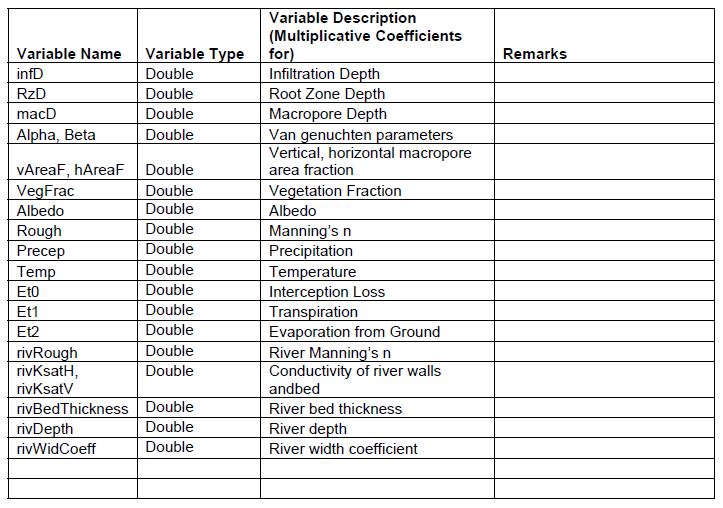 Variable Name Variable Type Variable Description (Multiplicative Coefficients for) Remarks
infD Double Infiltration Depth
RzD Double Root Zone Depth
macD Double Macropore Depth
Alpha, Beta Double Van genuchten parameters
vAreaF, hAreaF Double Vertical, horizontal macropore area fraction
VegFrac Double Vegetation Fraction
Albedo Double Albedo
Rough Double Manning's n
Precep Double Precipitation
Temp Double Temperature
Et0 Double Interception Loss
Et1 Double Transpiration
Et2 Double Evaporation from Ground
rivRough Double River Manning's n
rivKsatH, rivKsatV Double Conductivity of river walls andbed
rivBedThickness Double River bed thickness
rivDepth Double River depth
rivWidCoeff Double River width coefficient